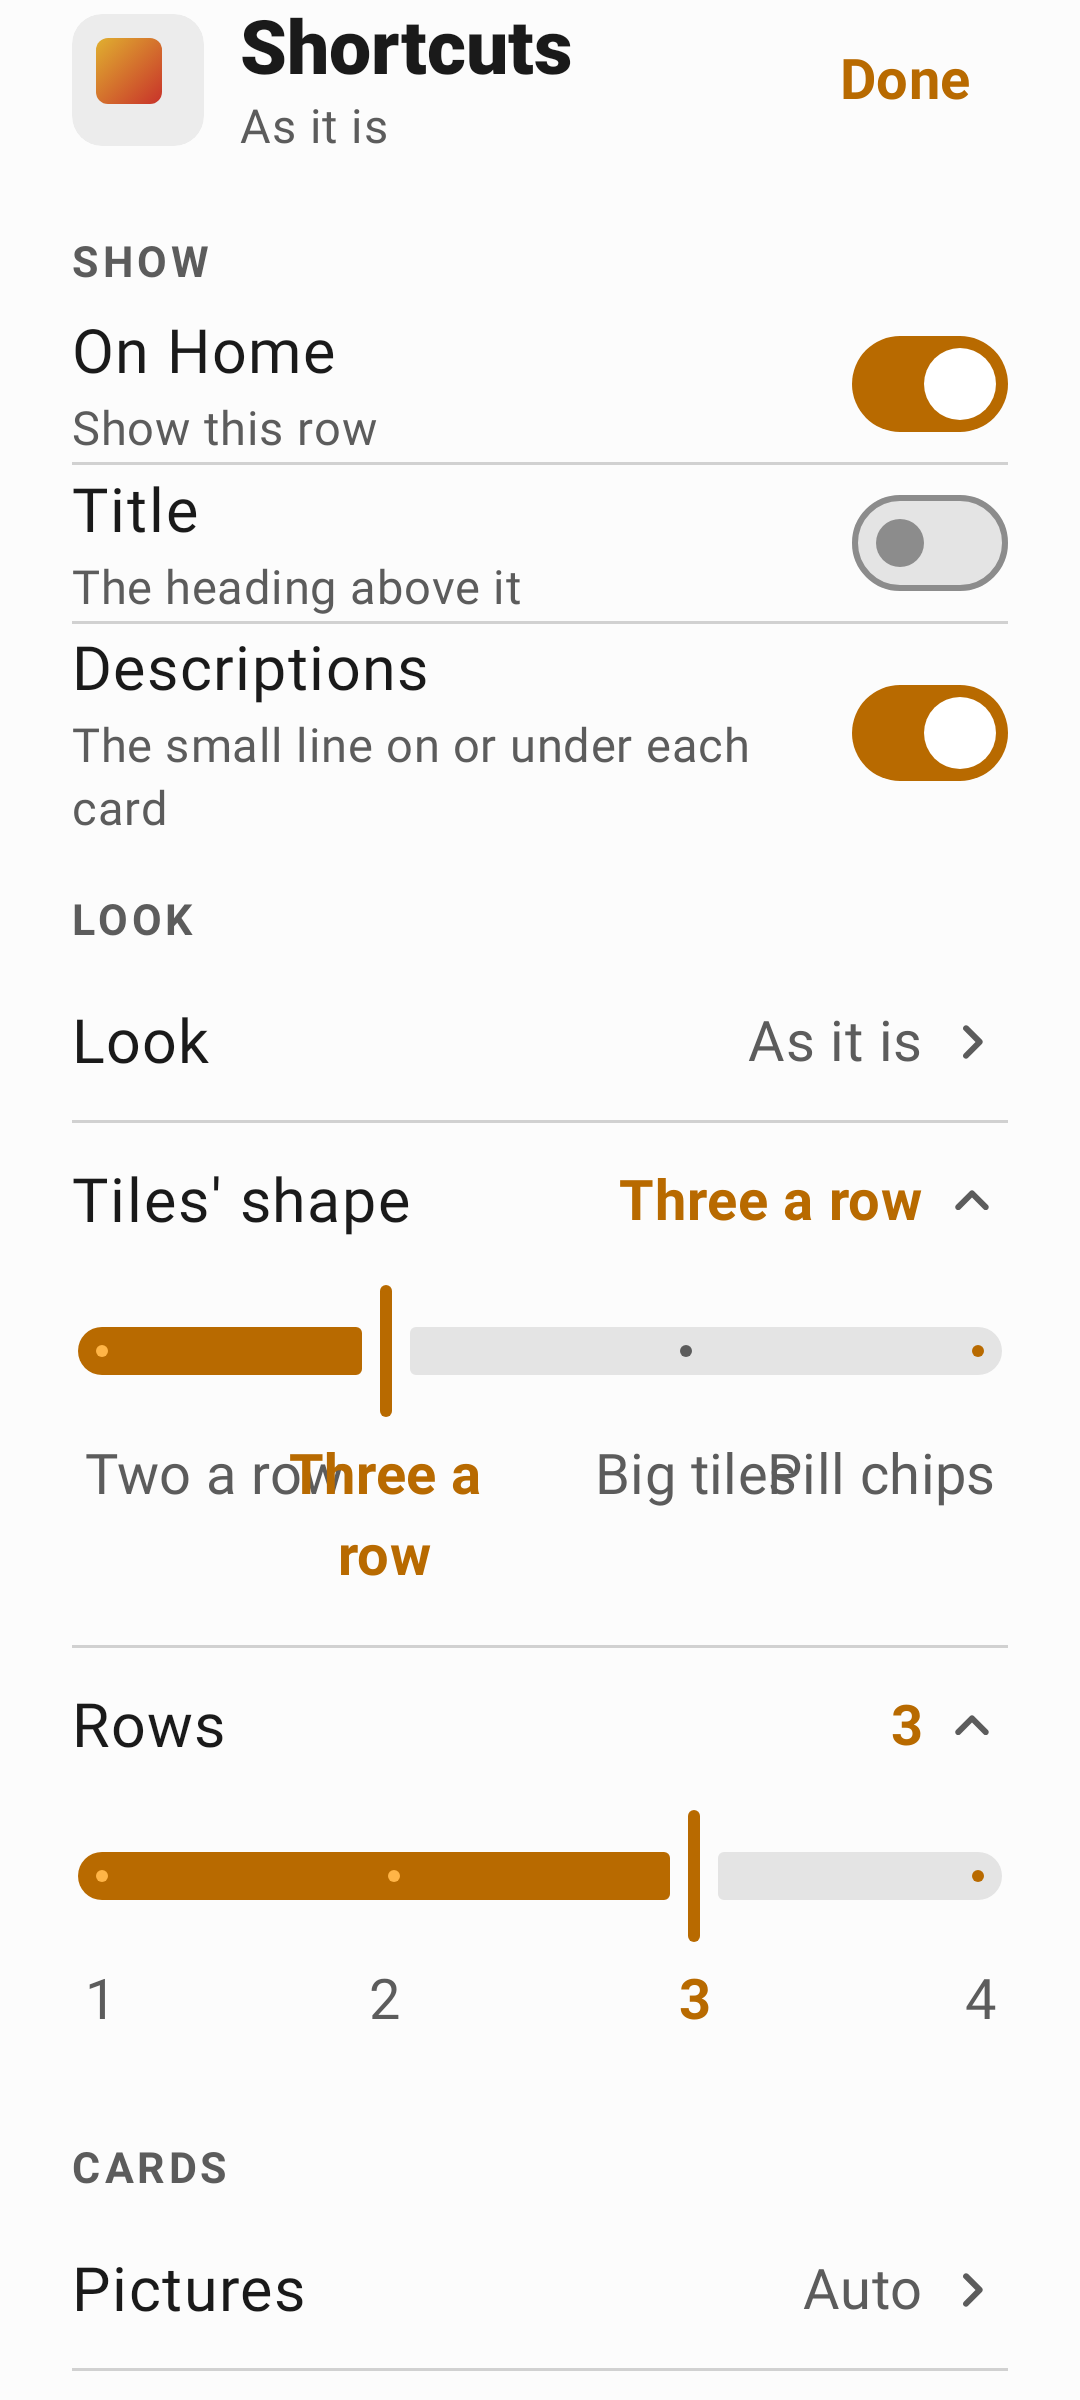 Shortcuts
As it is
Done
SHOW
On Home
Show this row
Title
The heading above it
Descriptions
The small line on or under each
card
LOOK
Look
As it is
Tiles' shape
Three a row
Two a row
Three a
row
Big tiles
Pill chips
Rows
3
1
2
3
4
CARDS
Pictures
Auto